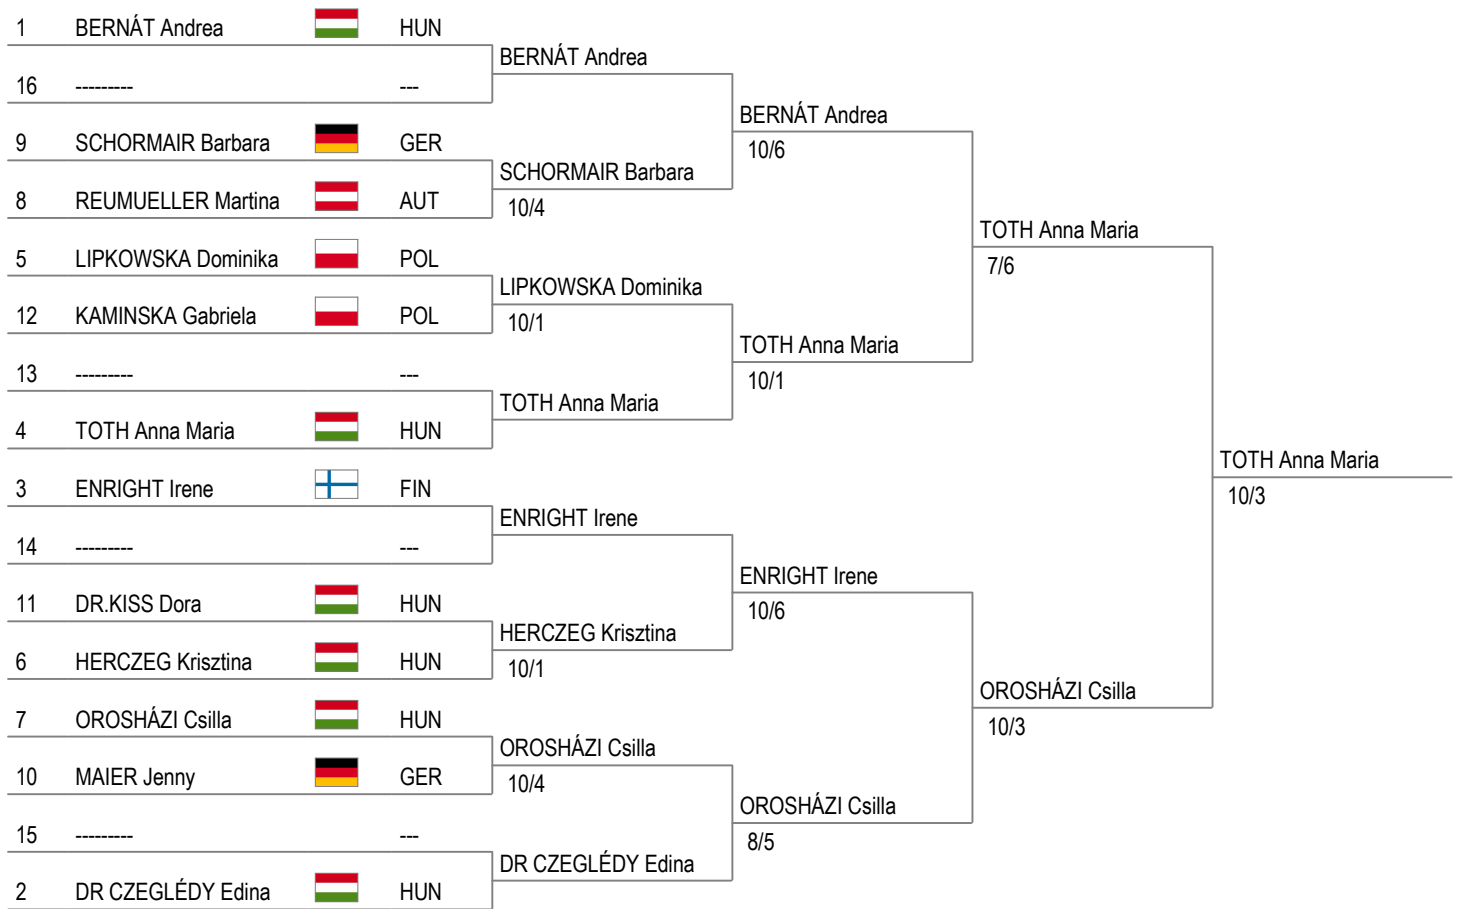 1 BERNÁT Andrea HUN
16 --------- ---
9 SCHORMAIR Barbara GER
8 REUMUELLER Martina AUT
5 LIPKOWSKA Dominika POL
12 KAMINSKA Gabriela POL
13 --------- ---
4 TOTH Anna Maria HUN
3 ENRIGHT Irene FIN
14 --------- ---
11 DR.KISS Dora HUN
6 HERCZEG Krisztina HUN
7 OROSHÁZI Csilla HUN
10 MAIER Jenny GER
15 --------- ---
2 DR CZEGLÉDY Edina HUN
BERNÁT Andrea
SCHORMAIR Barbara
10/4
LIPKOWSKA Dominika
10/1
TOTH Anna Maria
ENRIGHT Irene
HERCZEG Krisztina
10/1
OROSHÁZI Csilla
10/4
DR CZEGLÉDY Edina
BERNÁT Andrea
10/6
TOTH Anna Maria
10/1
ENRIGHT Irene
10/6
OROSHÁZI Csilla
8/5
TOTH Anna Maria
7/6
OROSHÁZI Csilla
10/3
TOTH Anna Maria
10/3